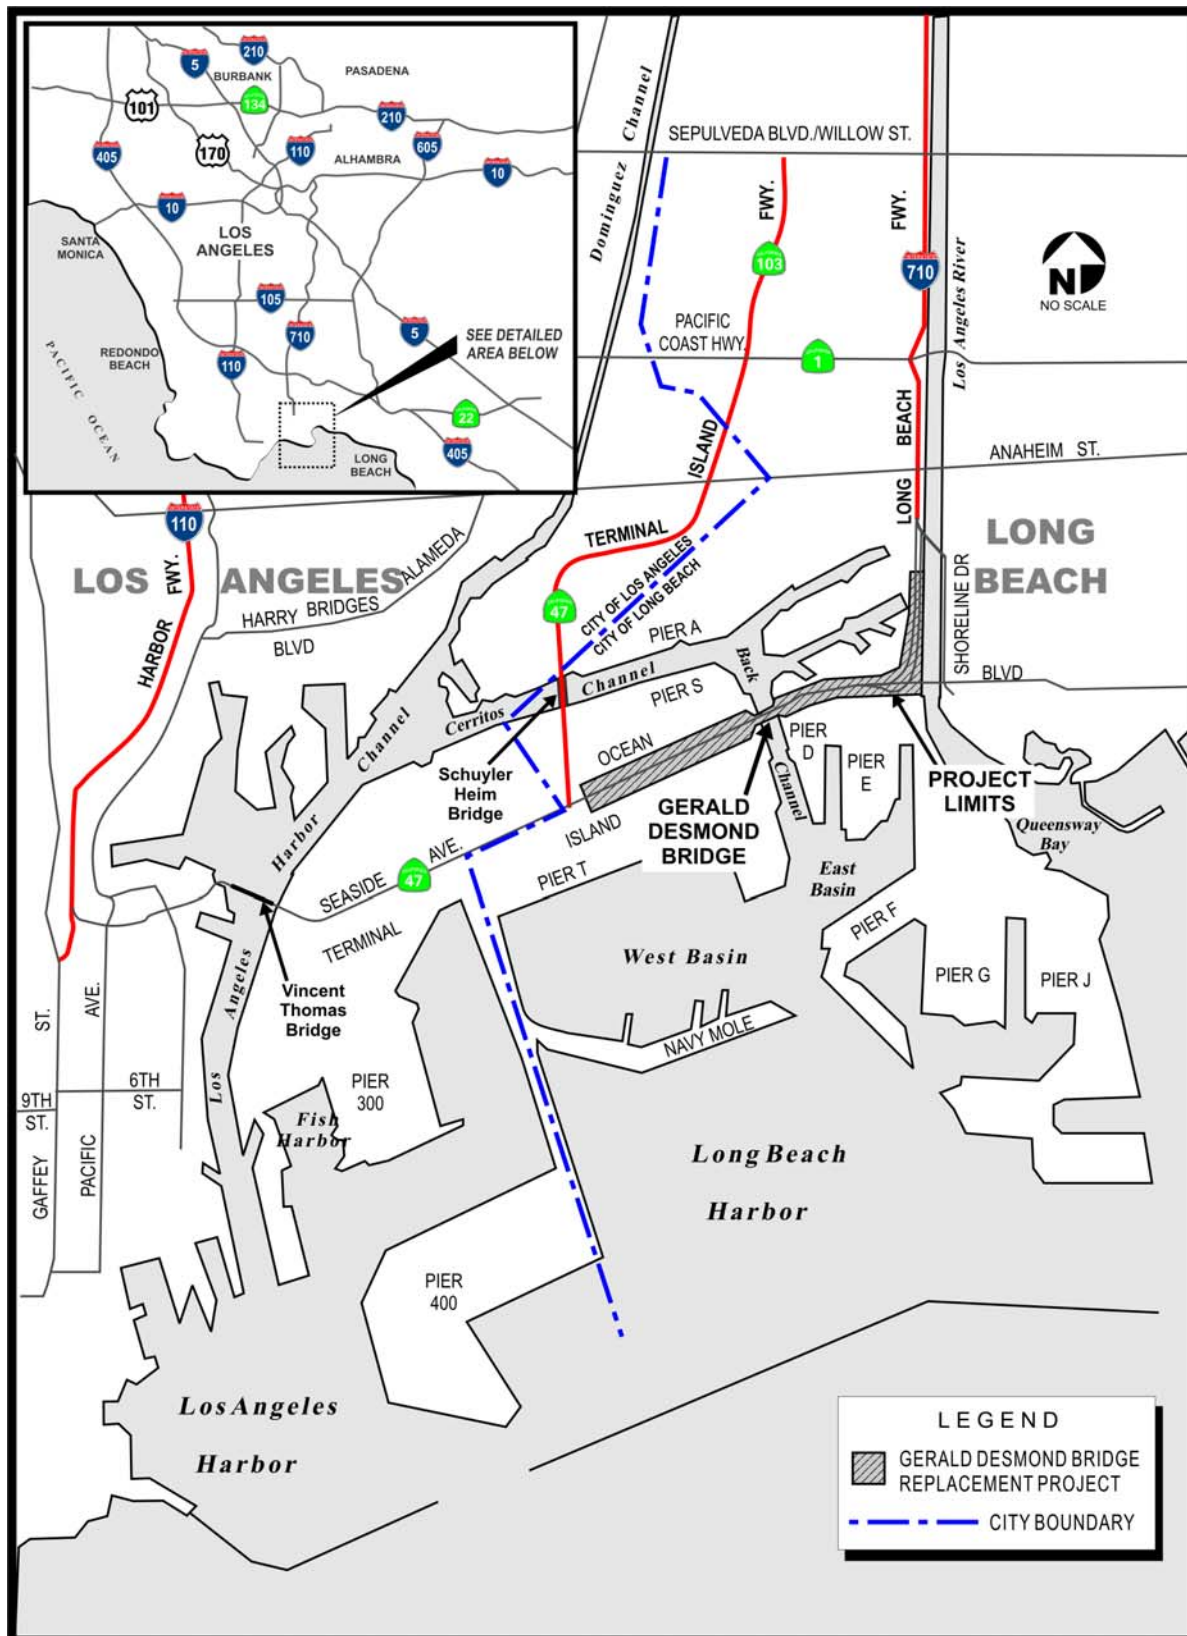 5
210
BURBANK
PASADENA
101
134
210
405
170
110
605
ALHAMBRA
10
10
LOS
ANGELES
SANTA
MONICA
105
710
5
REDONDO
BEACH
110
SEE DETAILED
AREA BELOW
PACIFIC OCEAN
22
405
LONG
BEACH
Dominguez Channel
SEPULVEDA BLVD./WILLOW ST.
FWY.
FWY.
103
710
Los Angeles River
N
NO SCALE
PACIFIC
COAST HWY.
1
ISLAND
LONG BEACH
ANAHEIM ST.
110
TERMINAL
LOS ANGELES
LONG
BEACH
HARBOR FWY.
HARRY BRIDGES
BLVD
ALAMEDA
47
CITY OF LOS ANGELES
CITY OF LONG BEACH
PIER A
SHORELINE DR
BLVD
Back
Channel
Cerritos
Channel
PIER S
Schuyler
Heim
Bridge
OCEAN
PIER
D
PIER
E
PROJECT
LIMITS
GERALD
DESMOND
BRIDGE
Channel
Queensway
Bay
Harbor
ISLAND
AVE.
SEASIDE
47
PIER T
East
Basin
PIER F
TERMINAL
West Basin
PIER G
PIER J
Angeles
Vincent
Thomas
Bridge
NAVY MOLE
ST.
AVE.
6TH
ST.
9TH
ST.
Los
PIER
300
Fish
Harbor
GAFFEY
PACIFIC
Long Beach
Harbor
PIER
400
Los Angeles
Harbor
LEGEND
GERALD DESMOND BRIDGE
REPLACEMENT PROJECT
CITY BOUNDARY